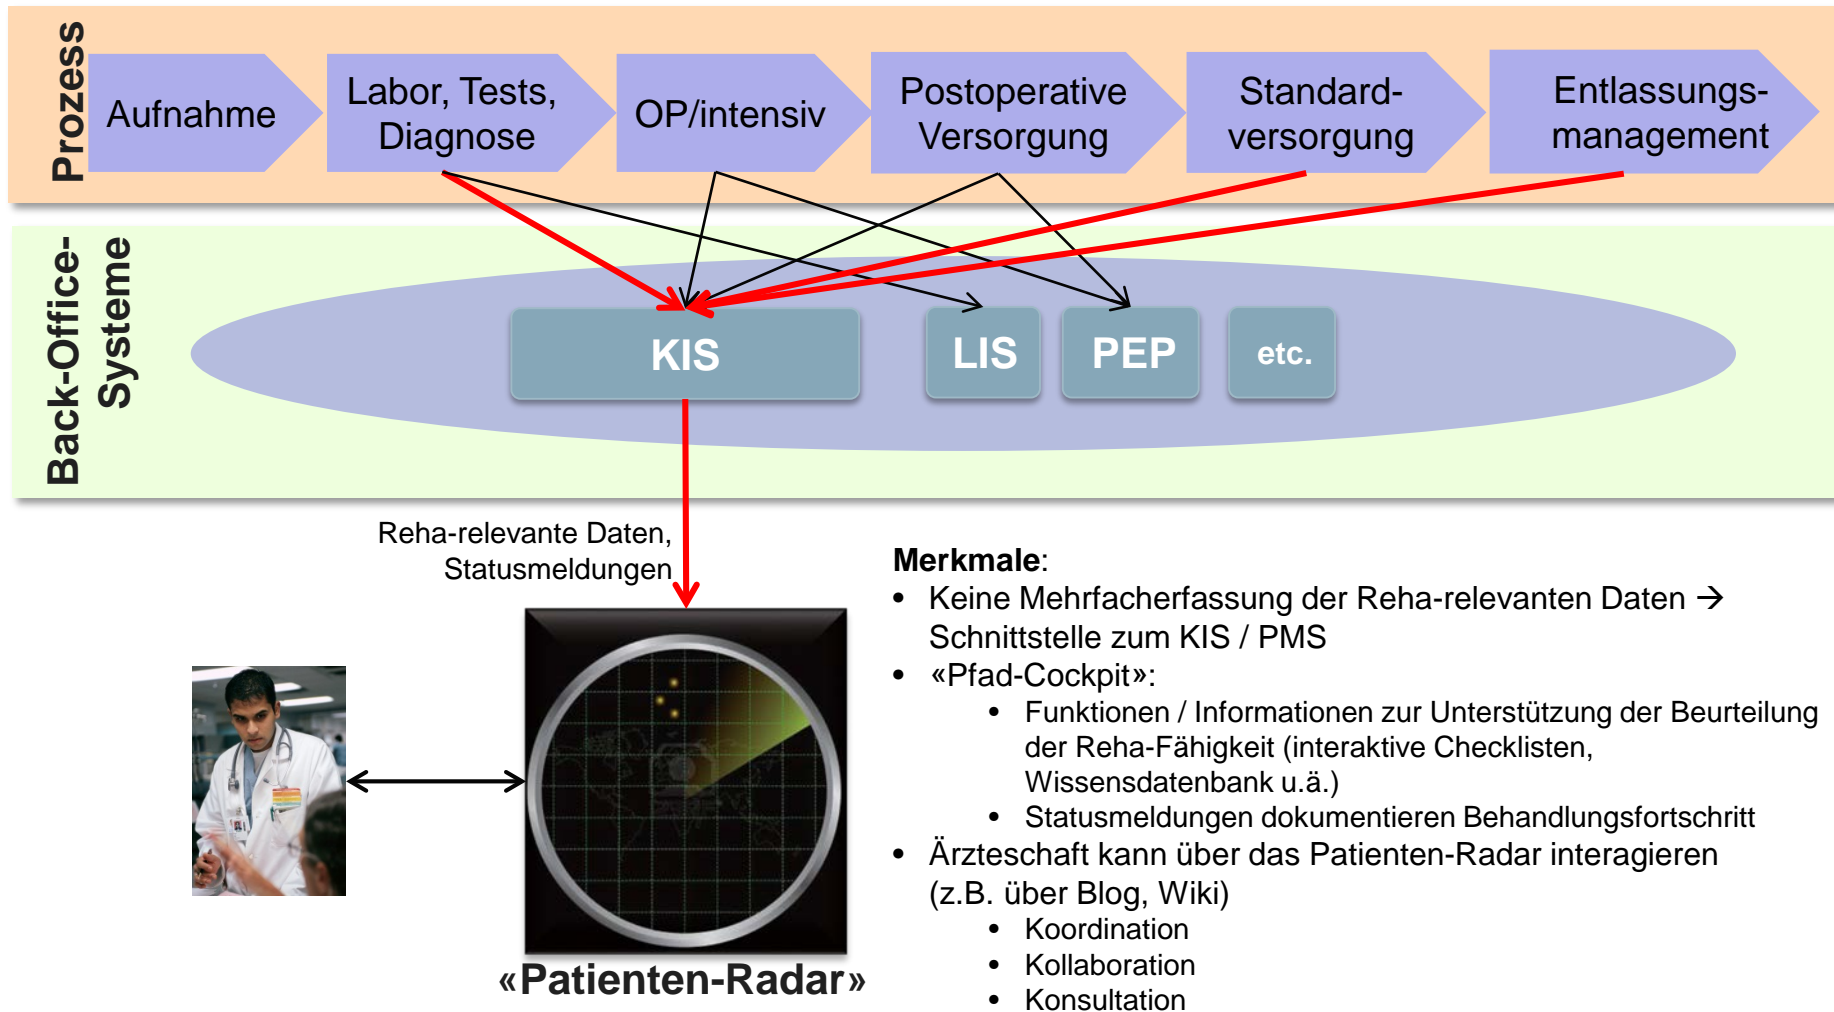 Prozess
Aufnahme
Labor, Tests,
Diagnose
OP/intensiv
Postoperative
Versorgung
Standard-
versorgung
Entlassungs-
management
Back-Office-
Systeme
KIS
LIS
PEP
etc.
Reha-relevante Daten,
Statusmeldungen
«Patienten-Radar»
Merkmale:
• Keine Mehrfacherfassung der Reha-relevanten Daten →
Schnittstelle zum KIS / PMS
• «Pfad-Cockpit»:
• Funktionen / Informationen zur Unterstützung der Beurteilung
der Reha-Fähigkeit (interaktive Checklisten,
Wissensdatenbank u.ä.)
• Statusmeldungen dokumentieren Behandlungsfortschritt
• Ärzteschaft kann über das Patienten-Radar interagieren
(z.B. über Blog, Wiki)
• Koordination
• Kollaboration
• Konsultation